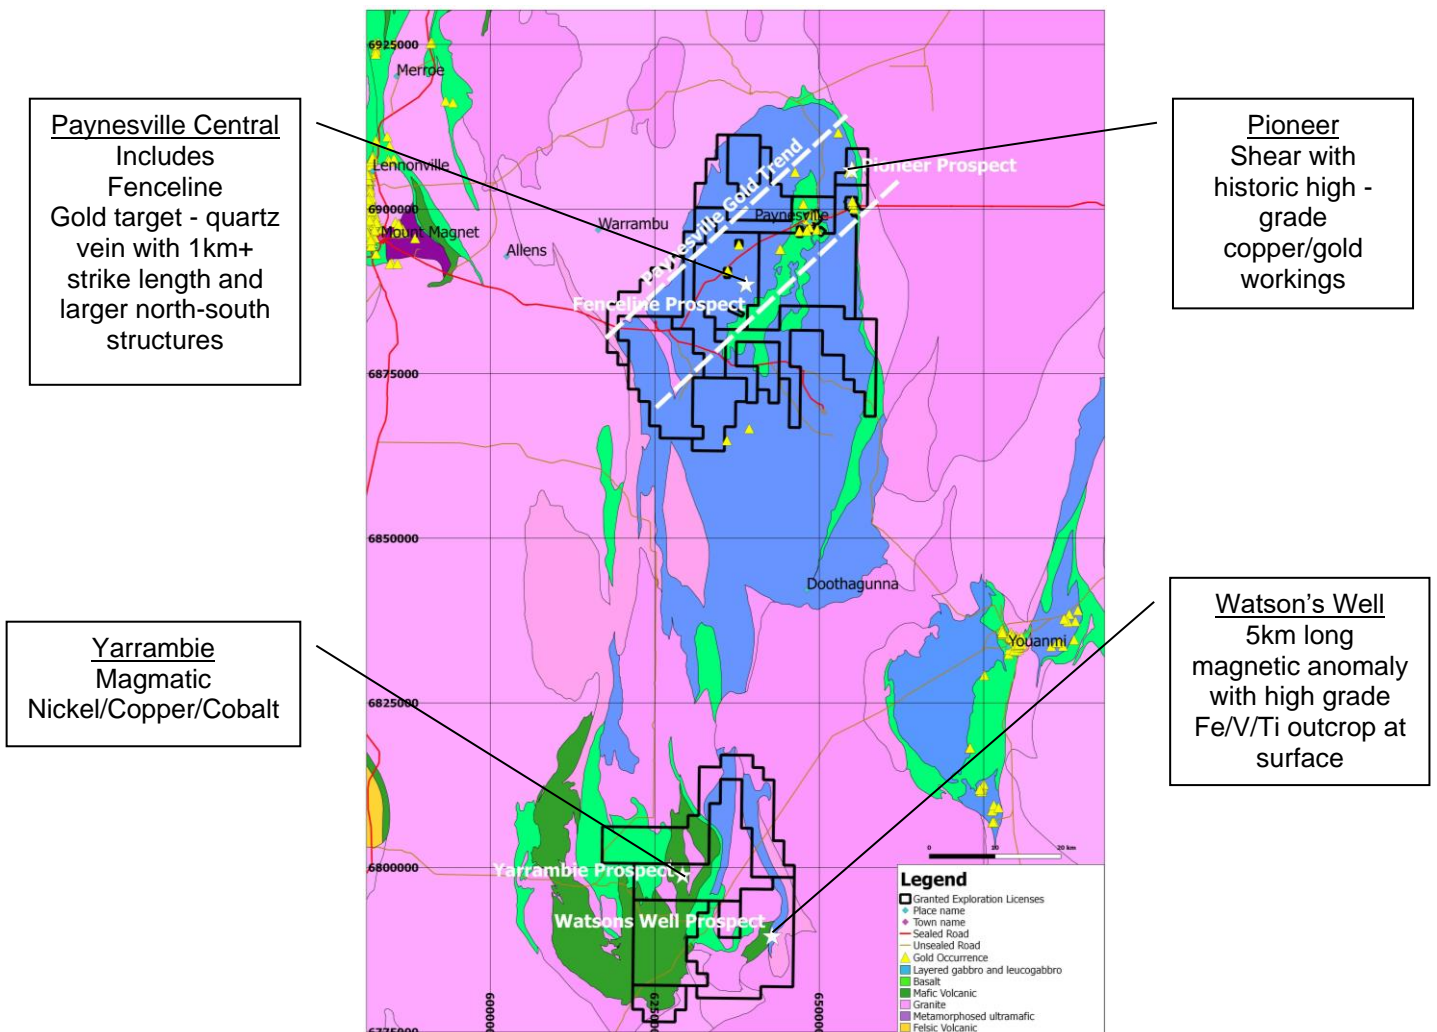 Paynesville Central
Includes
Fenceline
Gold target - quartz
vein with 1km+
strike length and
larger north-south
structures
Pioneer
Shear with
historic high -
grade
copper/gold
workings
Yarrambie
Magmatic
Nickel/Copper/Cobalt
Watson’s Well
5km long
magnetic anomaly
with high grade
Fe/V/Ti outcrop at
surface
6925000
Merroe
Lennonville
6900000
Mount Magnet
Warrambu
Allens
Paynesville Gold Trend
Pioneer Prospect
Paynesville
Fenceline Prospect
6875000
6850000
Doothagunna
Youanmi
6825000
6800000
Yarrambie Prospect
Watsons Well Prospect
0 10 20 km
Legend
Granted Exploration Licenses
Place name
Town name
Sealed Road
Unsealed Road
Gold Occurrence
Layered gabbro and leucogabbro
Basalt
Mafic Volcanic
Granite
Metamorphosed ultramafic
Felsic Volcanic